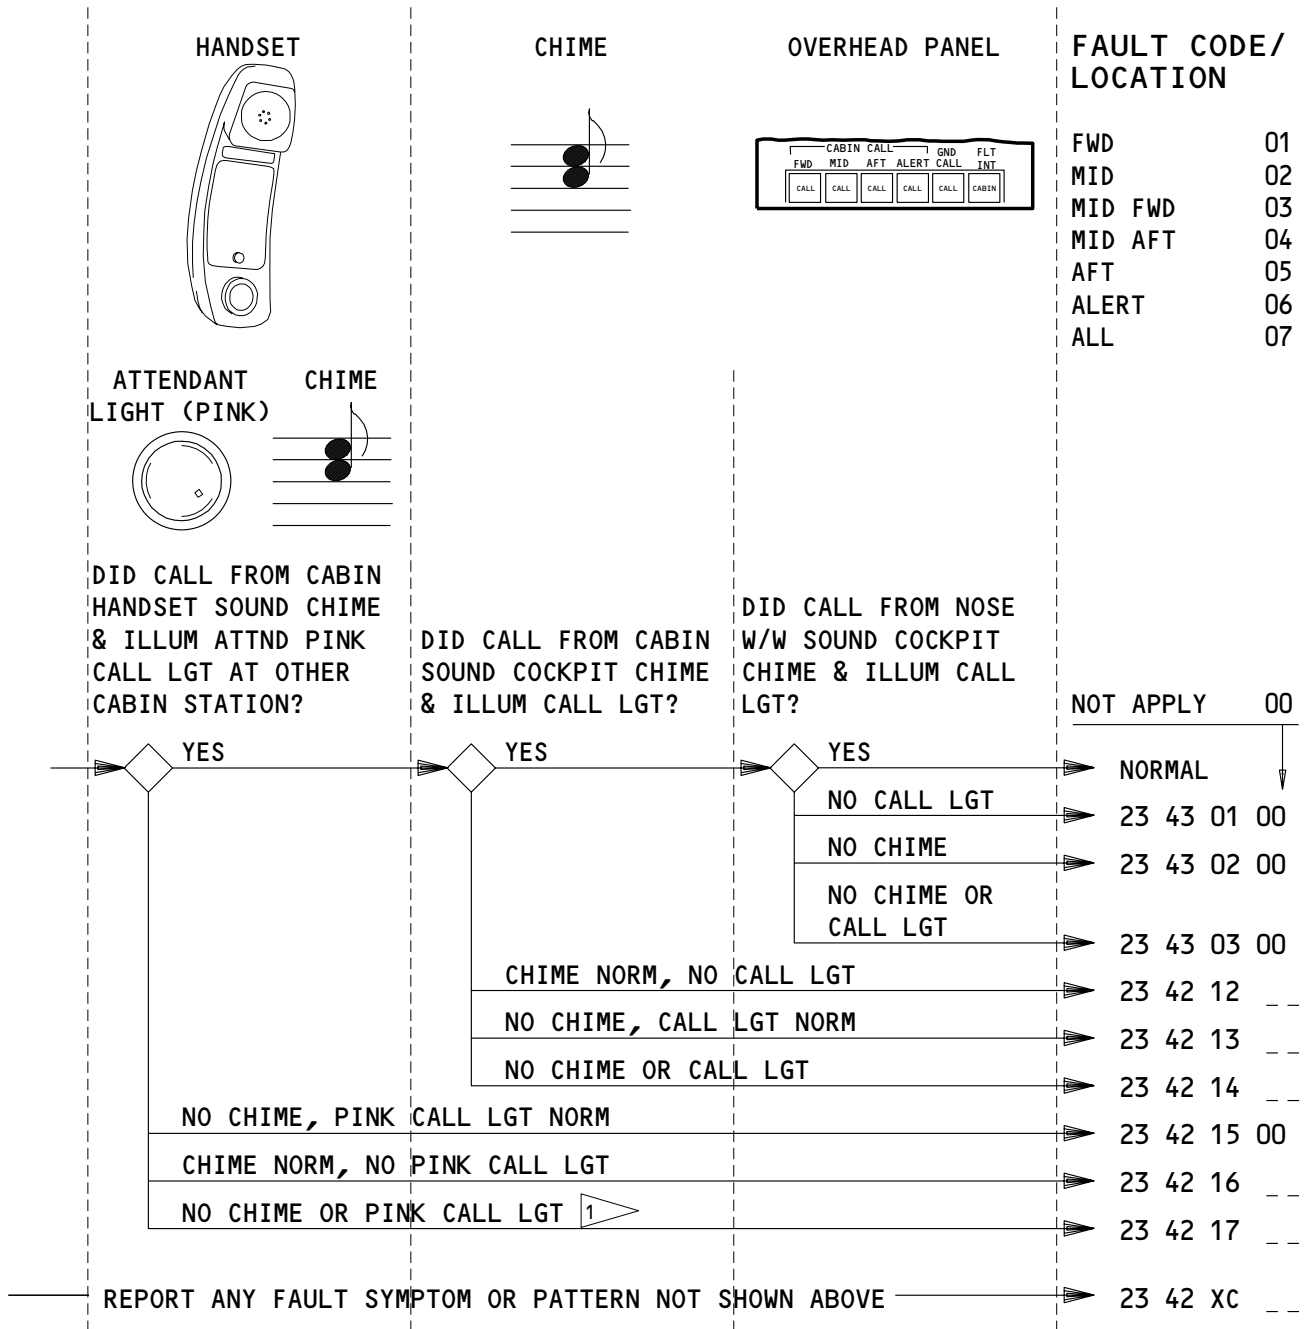 HANDSET
CHIME
OVERHEAD PANEL
FAULT CODE/
LOCATION
CABIN CALL
FWD MID AFT ALERT
GND
CALL
FLT
INT
CALL CALL CALL CALL CALL CABIN
FWD 01
MID 02
MID FWD 03
MID AFT 04
AFT 05
ALERT 06
ALL 07
ATTENDANT
LIGHT (PINK)
CHIME
DID CALL FROM CABIN
HANDSET SOUND CHIME
& ILLUM ATTND PINK
CALL LGT AT OTHER
CABIN STATION?
DID CALL FROM CABIN
SOUND COCKPIT CHIME
& ILLUM CALL LGT?
DID CALL FROM NOSE
W/W SOUND COCKPIT
CHIME & ILLUM CALL
LGT?
NOT APPLY 00
YES
YES
YES
NORMAL
NO CALL LGT
23 43 01 00
NO CHIME
23 43 02 00
NO CHIME OR
CALL LGT
23 43 03 00
CHIME NORM, NO CALL LGT
23 42 12 _ _
NO CHIME, CALL LGT NORM
23 42 13 _ _
NO CHIME OR CALL LGT
23 42 14 _ _
NO CHIME, PINK CALL LGT NORM
23 42 15 00
CHIME NORM, NO PINK CALL LGT
23 42 16 _ _
NO CHIME OR PINK CALL LGT 1
23 42 17 _ _
REPORT ANY FAULT SYMPTOM OR PATTERN NOT SHOWN ABOVE
23 42 XC _ _